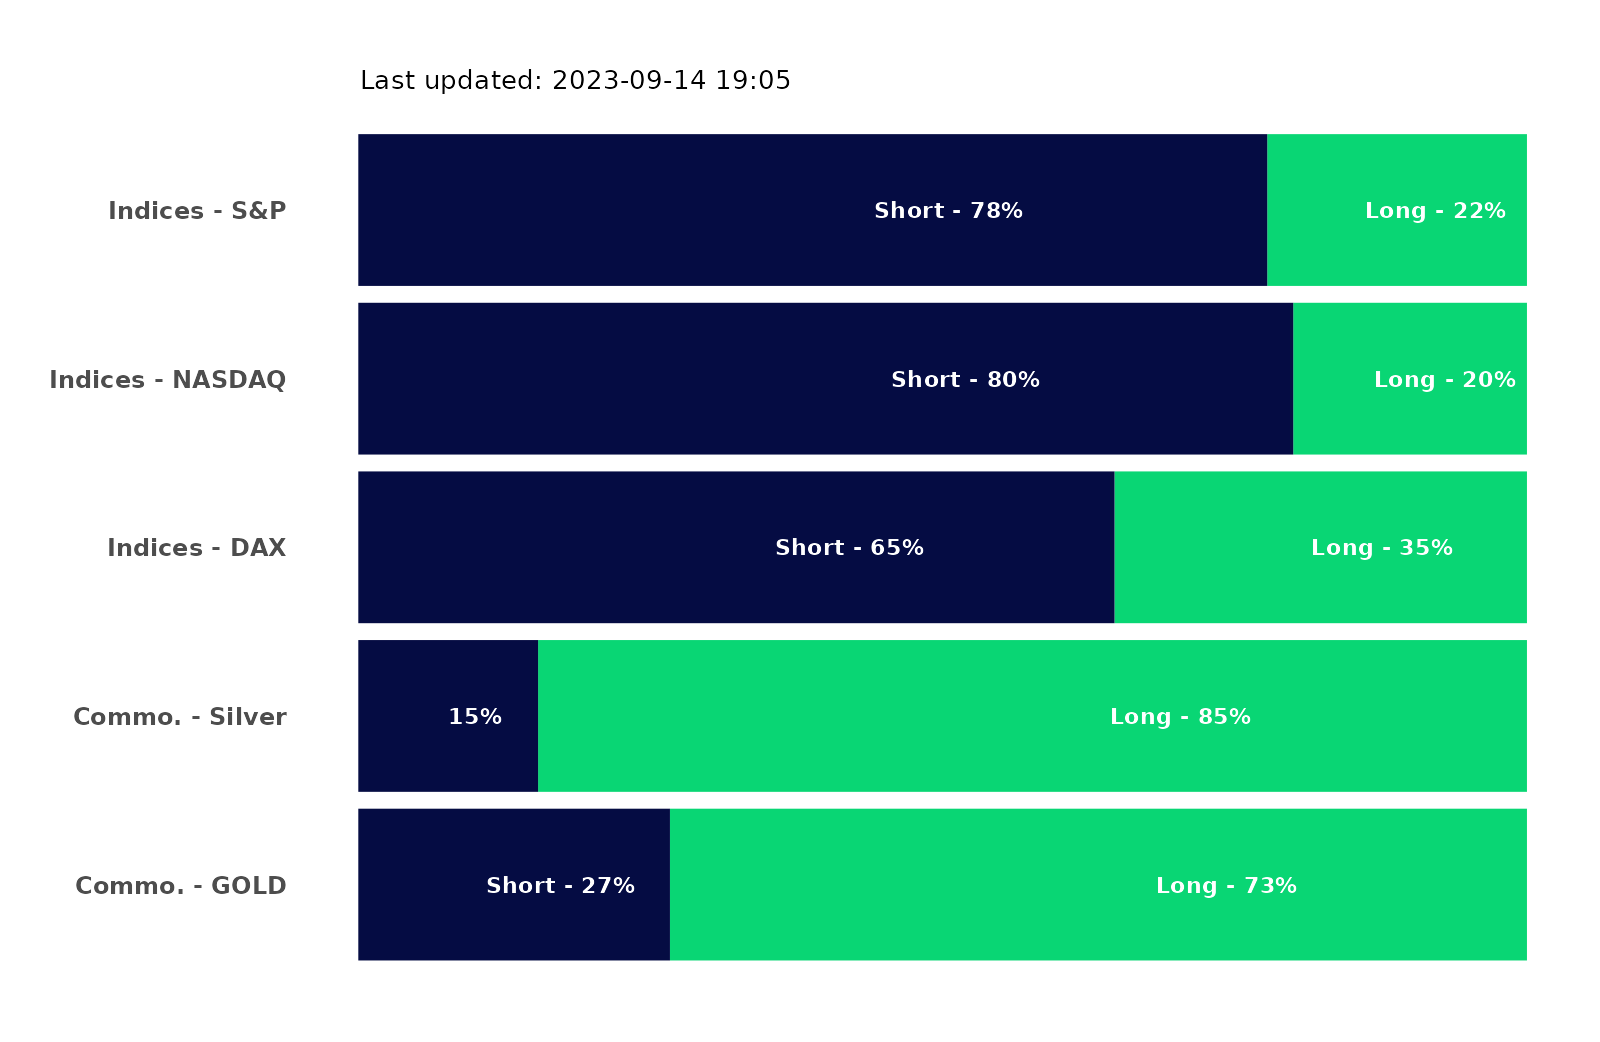 Last updated: 2023-09-14 19:05
Indices - S&P Short - 78% Long - 22%
Indices - NASDAQ Short - 80% Long - 20%
Indices - DAX Short - 65% Long - 35%
Commo. - Silver 15% Long - 85%
Commo. - GOLD Short - 27% Long - 73%